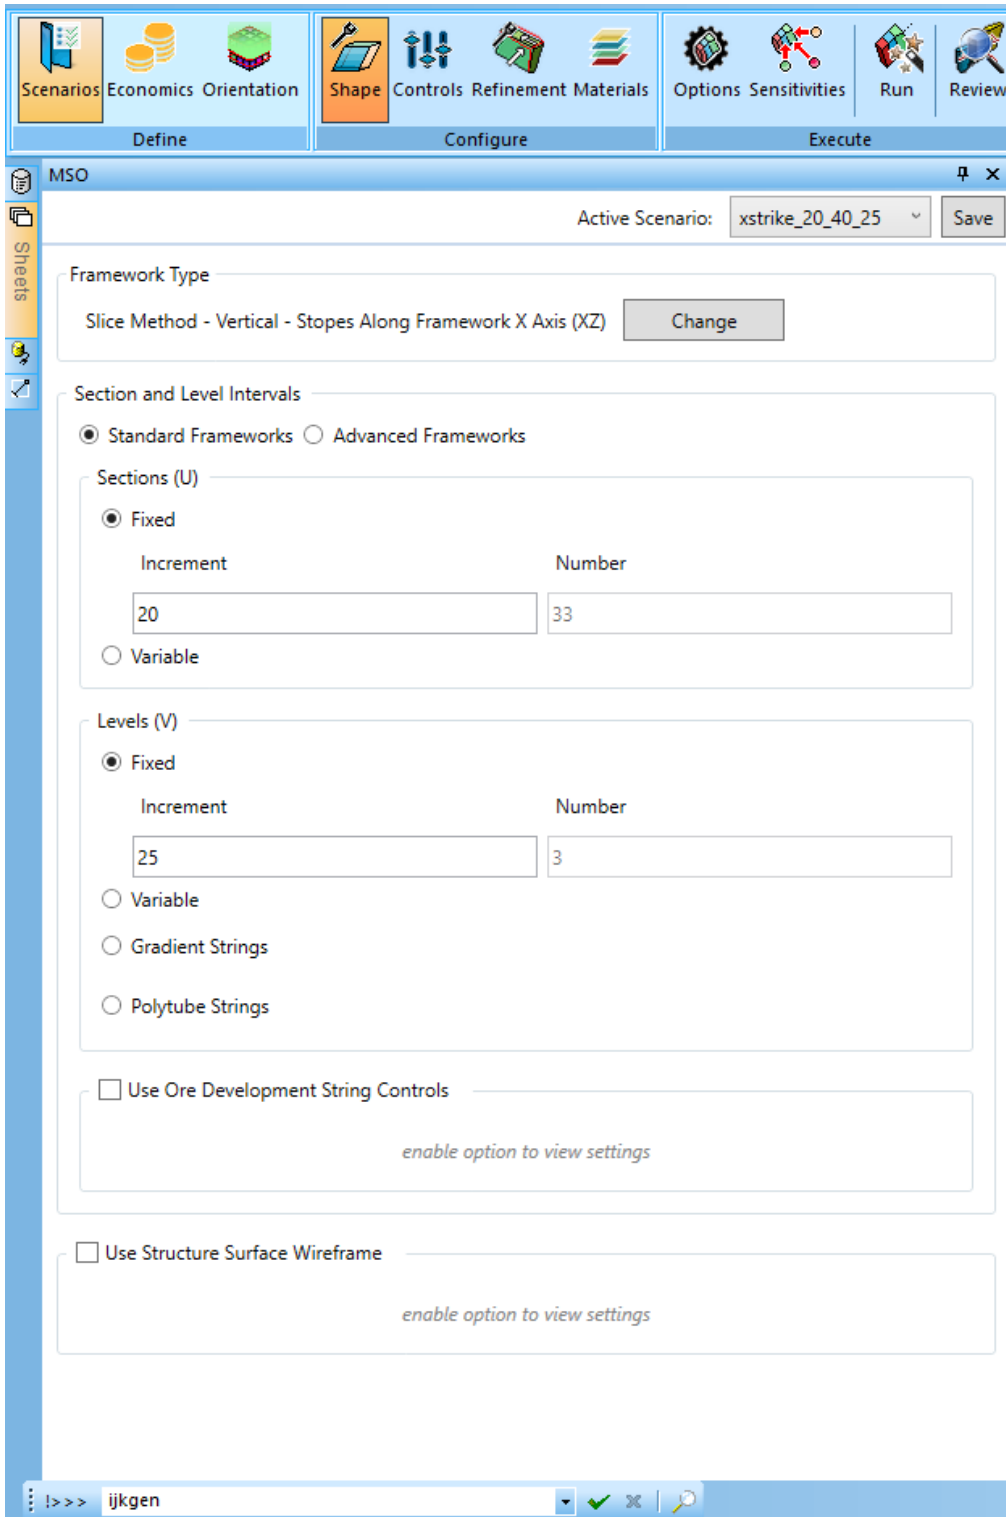 Scenarios Economics Orientation Shape Controls Refinement Materials Options Sensitivities Run Review
Define Configure Execute
MSO
Sheets
Active Scenario: xstrike_20_40_25 Save
Framework Type
Slice Method - Vertical - Stopes Along Framework X Axis (XZ) Change
Section and Level Intervals
Standard Frameworks Advanced Frameworks
Sections (U)
Fixed
Increment Number
20 33
Variable
Levels (V)
Fixed
Increment Number
25 3
Variable
Gradient Strings
Polytube Strings
Use Ore Development String Controls
enable option to view settings
Use Structure Surface Wireframe
enable option to view settings
!>>> ijkgen